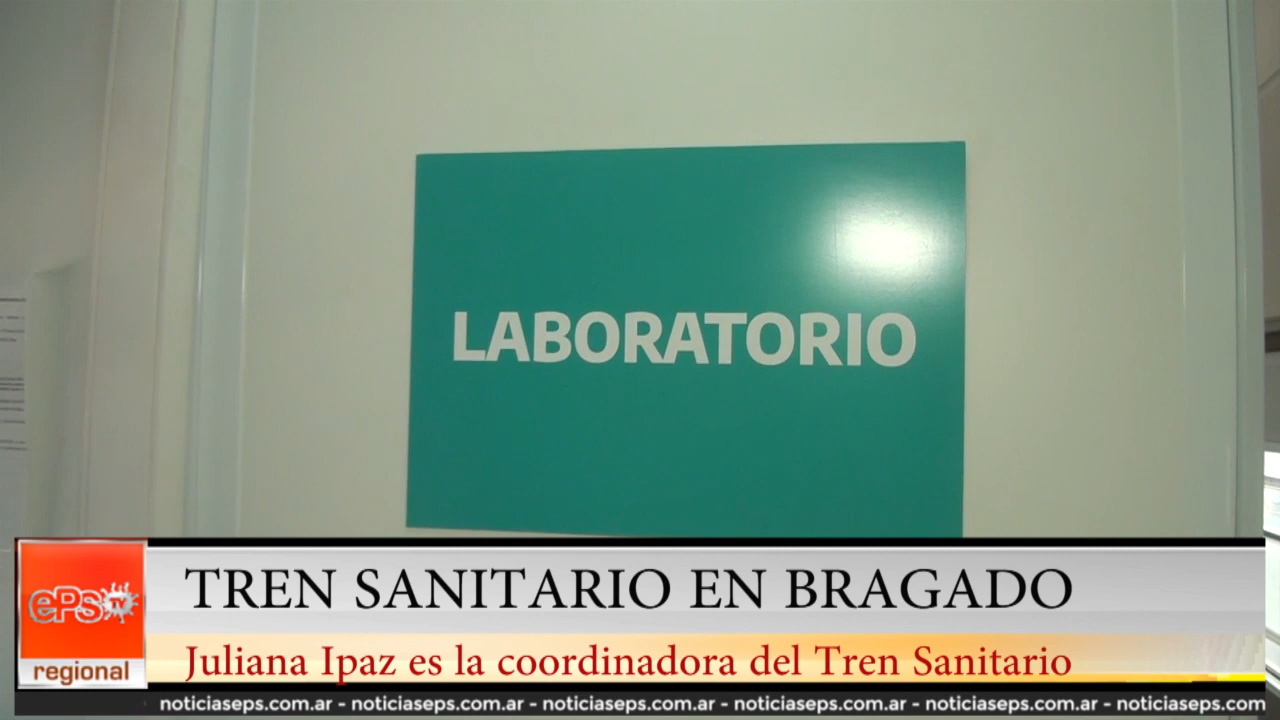 LABORATORIO
TREN SANITARIO EN BRAGADO
Juliana Ipaz es la coordinadora del Tren Sanitario
ePS TV
regional
noticiaseps.com.ar - noticiaseps.com.ar - noticiaseps.com.ar - noticiaseps.com.ar - noticiaseps.com.ar - noticiaseps.com